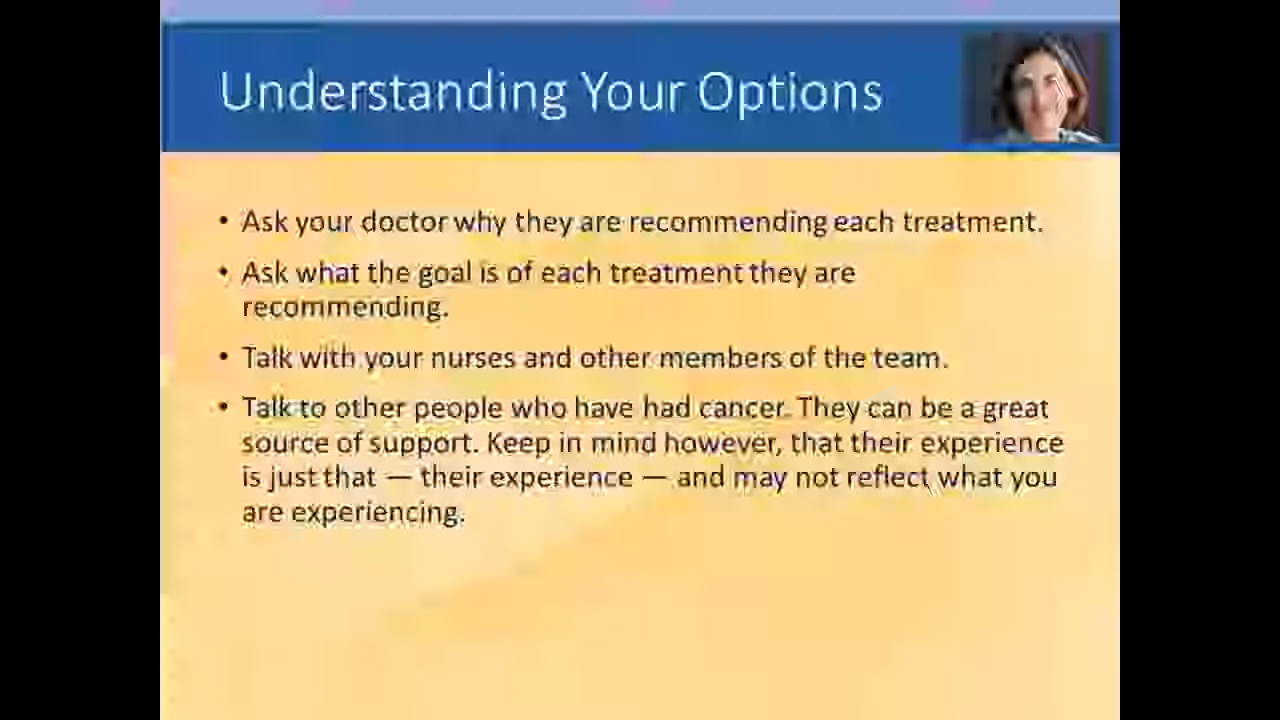 Understanding Your Options
• Ask your doctor why they are recommending each treatment.
• Ask what the goal is of each treatment they are
recommending.
• Talk with your nurses and other members of the team.
• Talk to other people who have had cancer. They can be a great
source of support. Keep in mind however, that their experience
is just that — their experience — and may not reflect what you
are experiencing.